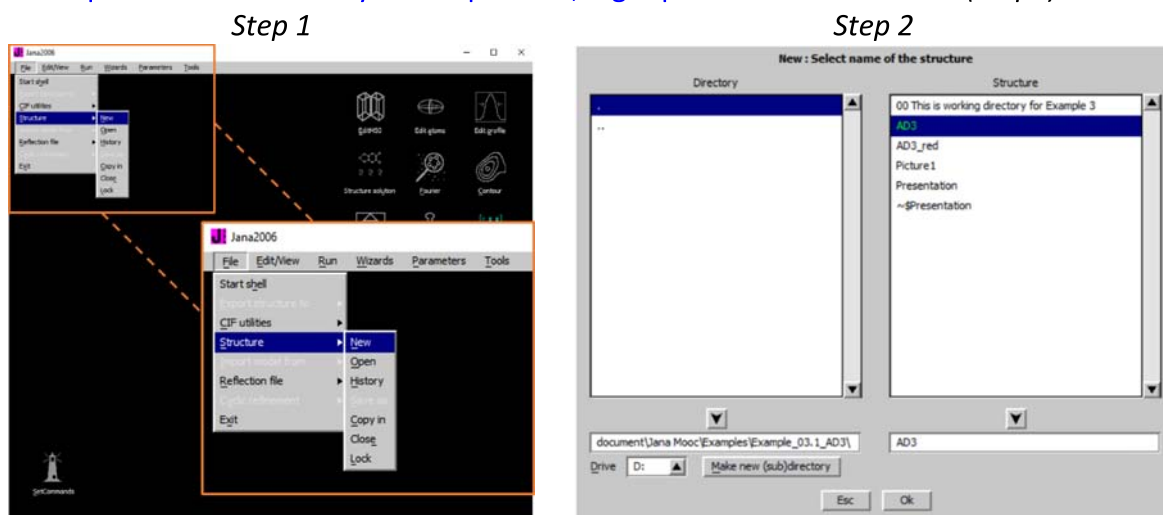 Step 1
Step 2
Jana2006
File Edit/View Run Wizards Parameters Tools
Start shell
CIF utilities
Structure New
Open
Reflection file History
Exit Copy in
Close
Lock
EditM50 Edit atoms Edit profile
Structure solution Fourier Contour
SetCommands
Jana2006
File Edit/View Run Wizards Parameters Tools
Start shell
Export structure to
CIF utilities
Structure New
Import model from Open
Reflection file History
Cyclic refinement Save as
Exit Copy in
Close
Lock
New : Select name of the structure
Directory Structure
. 00 This is working directory for Example 3
.. AD3
AD3_red
Picture1
Presentation
~$Presentation
document\Jana Mooc\Examples\Example_03.1_AD3\ AD3
Drive D: Make new (sub)directory
Esc Ok